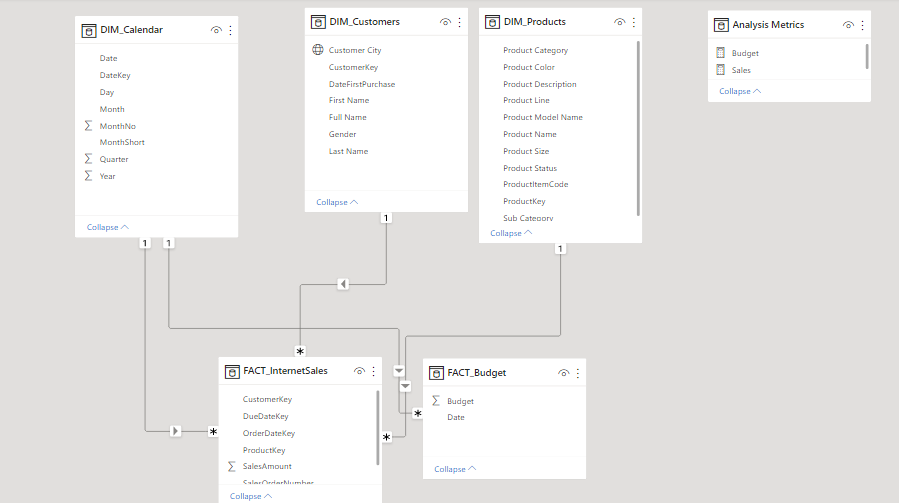 DIM_Calendar
Date
DateKey
Day
Month
MonthNo
MonthShort
Quarter
Year
Collapse
DIM_Customers
Customer City
CustomerKey
DateFirstPurchase
First Name
Full Name
Gender
Last Name
Collapse
DIM_Products
Product Category
Product Color
Product Description
Product Line
Product Model Name
Product Name
Product Size
Product Status
ProductItemCode
ProductKey
Sub Category
Collapse
Analysis Metrics
Budget
Sales
Collapse
1
1
1
1
*
*
*
*
FACT_InternetSales
CustomerKey
DueDateKey
OrderDateKey
ProductKey
SalesAmount
SalesOrderNumber
Collapse
FACT_Budget
Budget
Date
Collapse